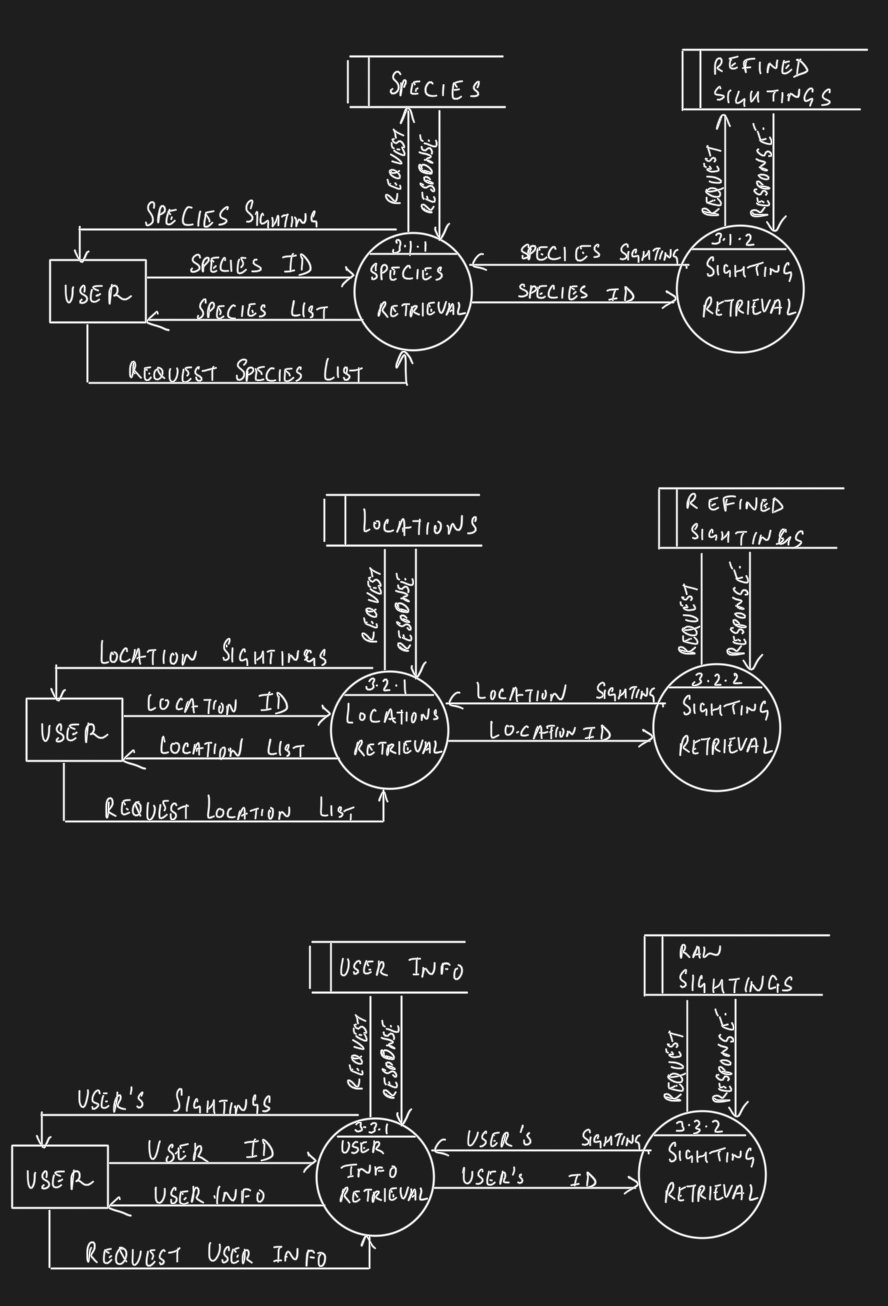 SPECIES
REFINED
SIGHTINGS
REQUEST
RESPONSE
REQUEST
RESPONSE.
SPECIES SIGHTING
3.1.1
SPECIES
RETRIEVAL
3.1.2
SIGHTING
RETRIEVAL
USER
SPECIES ID
SPECIES LIST
REQUEST SPECIES LIST
SPECIES SIGHTING
SPECIES ID
LOCATIONS
REFINED
SIGHTINGS
REQUEST
RESPONSE
REQUEST
RESPONSE.
LOCATION SIGHTINGS
3.2.1
LOCATIONS
RETRIEVAL
3.2.2
SIGHTING
RETRIEVAL
USER
LOCATION ID
LOCATION LIST
REQUEST LOCATION LIST
LOCATION SIGHTING
LOCATION ID
USER INFO
RAW
SIGHTINGS
REQUEST
RESPONSE
REQUEST
RESPONSE.
USER'S SIGHTINGS
3.3.1
USER
INFO
RETRIEVAL
3.3.2
SIGHTING
RETRIEVAL
USER
USER ID
USER INFO
REQUEST USER INFO
USER'S SIGHTING
USER'S ID